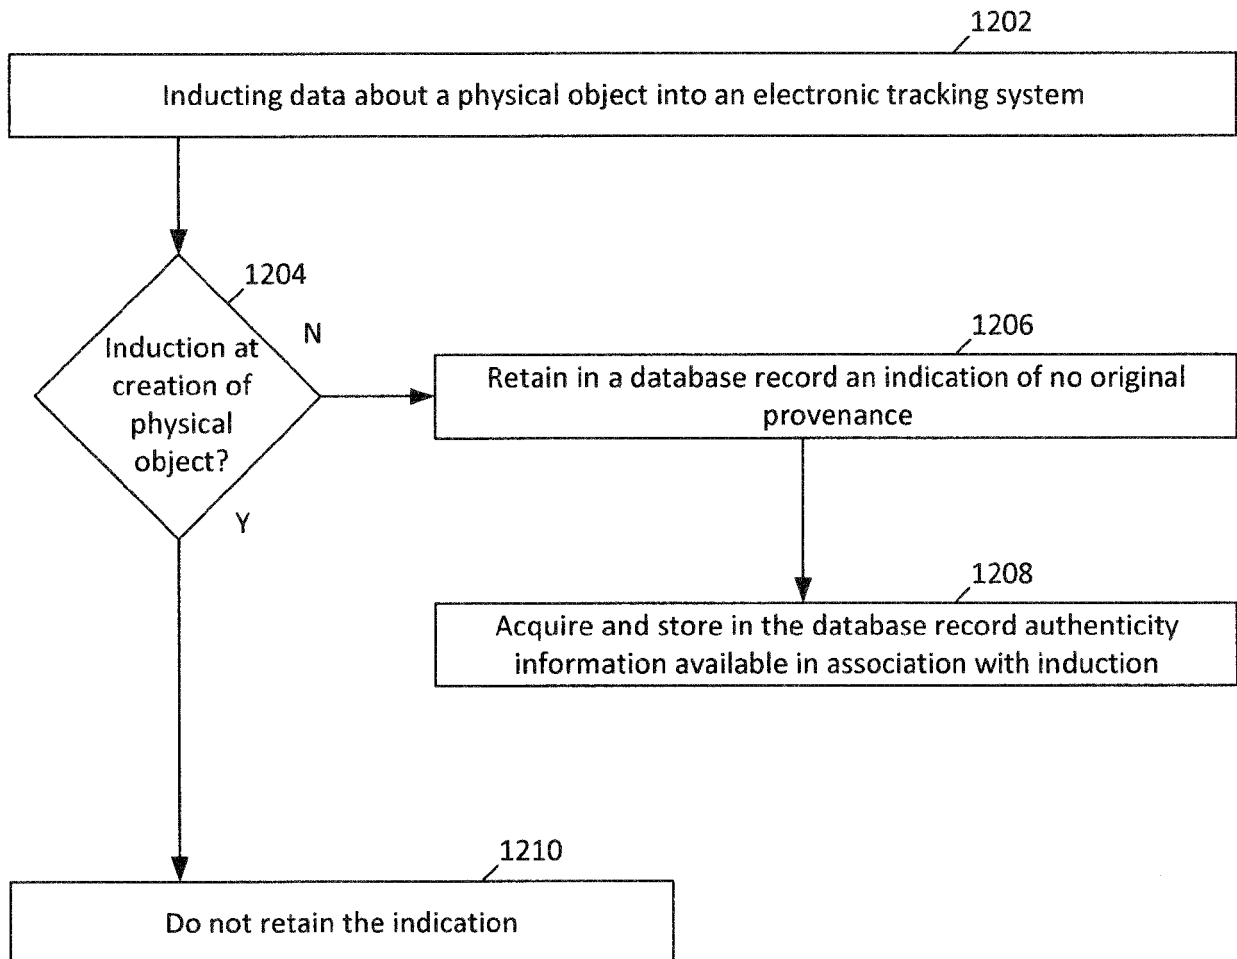 1202
Inducting data about a physical object into an electronic tracking system
1204
Induction at
creation of
physical
object?
N
1206
Retain in a database record an indication of no original
provenance
Y
1208
Acquire and store in the database record authenticity
information available in association with induction
1210
Do not retain the indication